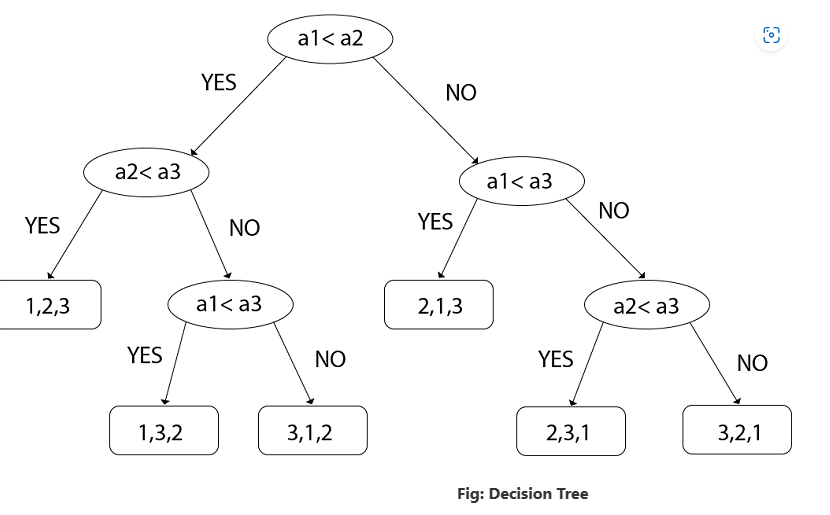 a1< a2
YES
NO
a2< a3
a1< a3
YES
NO
YES
NO
1,2,3
a1< a3
2,1,3
a2< a3
YES
NO
YES
NO
1,3,2
3,1,2
2,3,1
3,2,1
Fig: Decision Tree